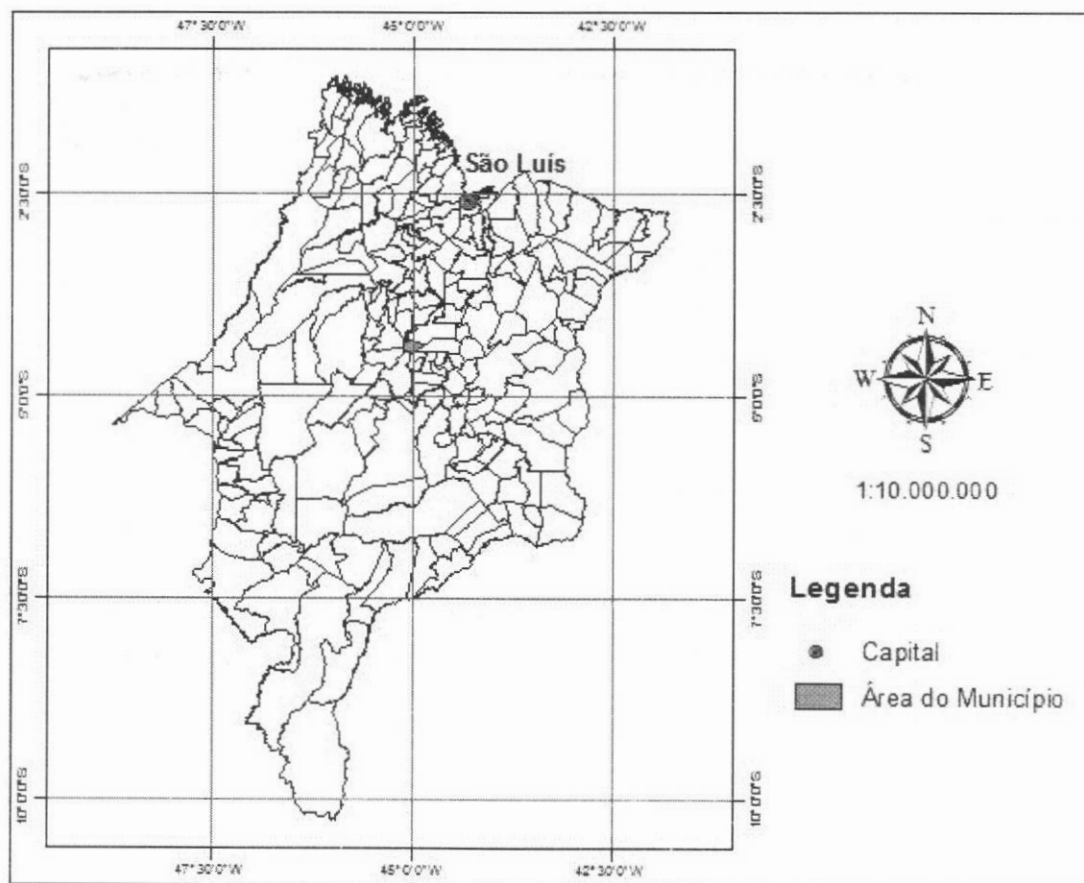 47°30'0"W 45°0'0"W 42°30'0"W
São Luís
2°30'0"S 2°30'0"S
5°0'0"S 5°0'0"S
7°30'0"S 7°30'0"S
10°0'0"S 10°0'0"S
47°30'0"W 45°0'0"W 42°30'0"W
N
W E
S
1:10.000.000
Legenda
Capital
Área do Município